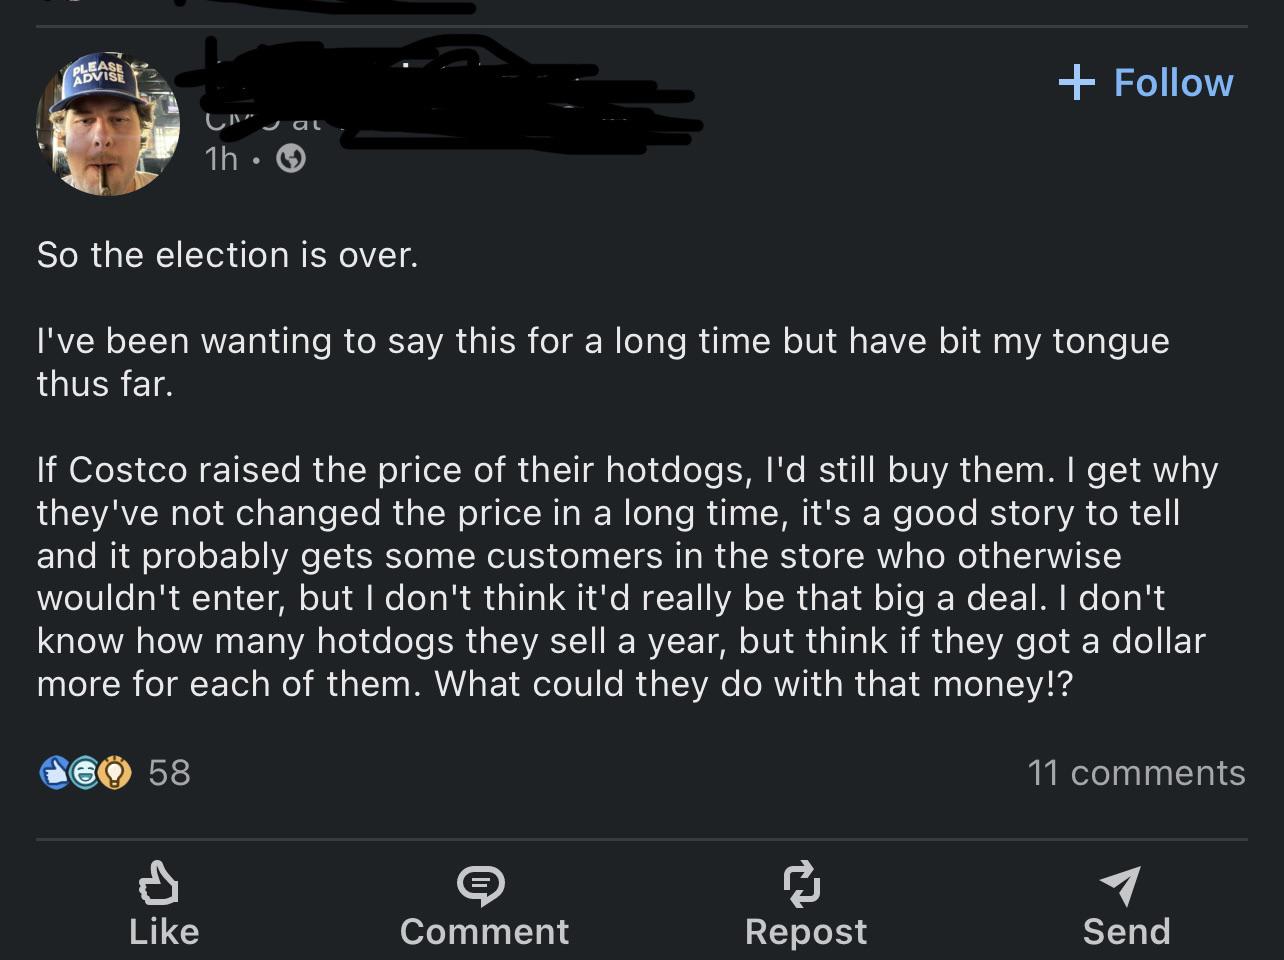 PLEASE
ADVISE
+ Follow
1h •
So the election is over.
I've been wanting to say this for a long time but have bit my tongue
thus far.
If Costco raised the price of their hotdogs, I'd still buy them. I get why
they've not changed the price in a long time, it's a good story to tell
and it probably gets some customers in the store who otherwise
wouldn't enter, but I don't think it'd really be that big a deal. I don't
know how many hotdogs they sell a year, but think if they got a dollar
more for each of them. What could they do with that money!?
58
11 comments
Like
Comment
Repost
Send